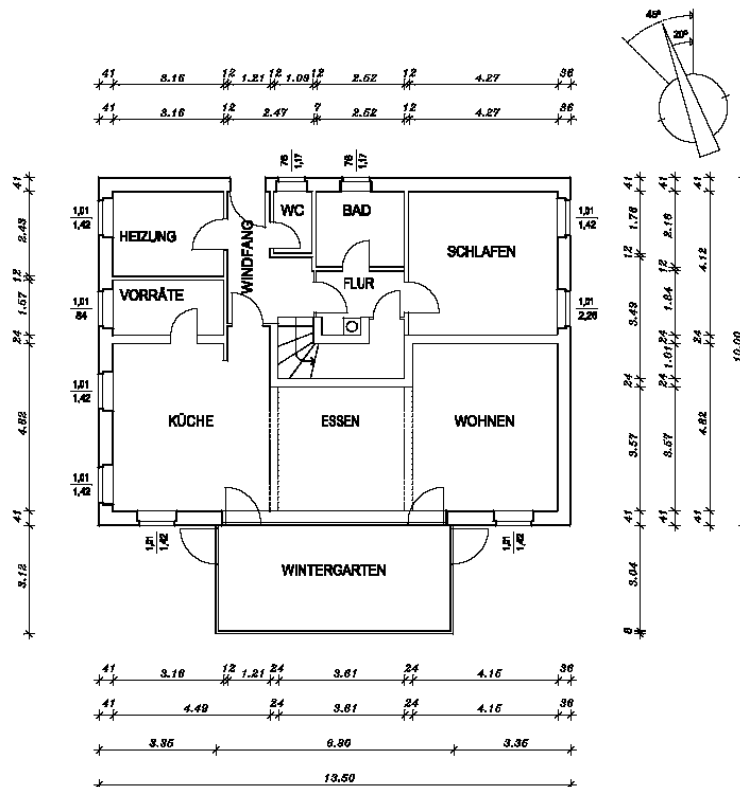 45°
20°
41 3.16 12 1.21 12 1.09 12 2.52 12 4.27 36
41 3.16 12 2.47 7 2.52 12 4.27 36
76 1,17
76 1,17
41 2.43 12 1.57 24 4.82 41 3.12
1,01 1,42
1,01 84
1,01 1,42
1,01 1,42
HEIZUNG
WINDFANG
WC
BAD
SCHLAFEN
VORRÄTE
FLUR
KÜCHE
ESSEN
WOHNEN
WINTERGARTEN
1,01 1,42
1,01 2,26
1,01 1,42
1,01 1,42
41 1.76 12 3.49 24 3.57 41 3.04 8
41 2.16 12 1.84 24 1.01 24 3.57 41
41 4.12 24 4.82 41
10.00
41 3.16 12 1.21 24 3.61 24 4.15 36
41 4.49 24 3.61 24 4.15 36
3.35 6.80 3.35
13.50